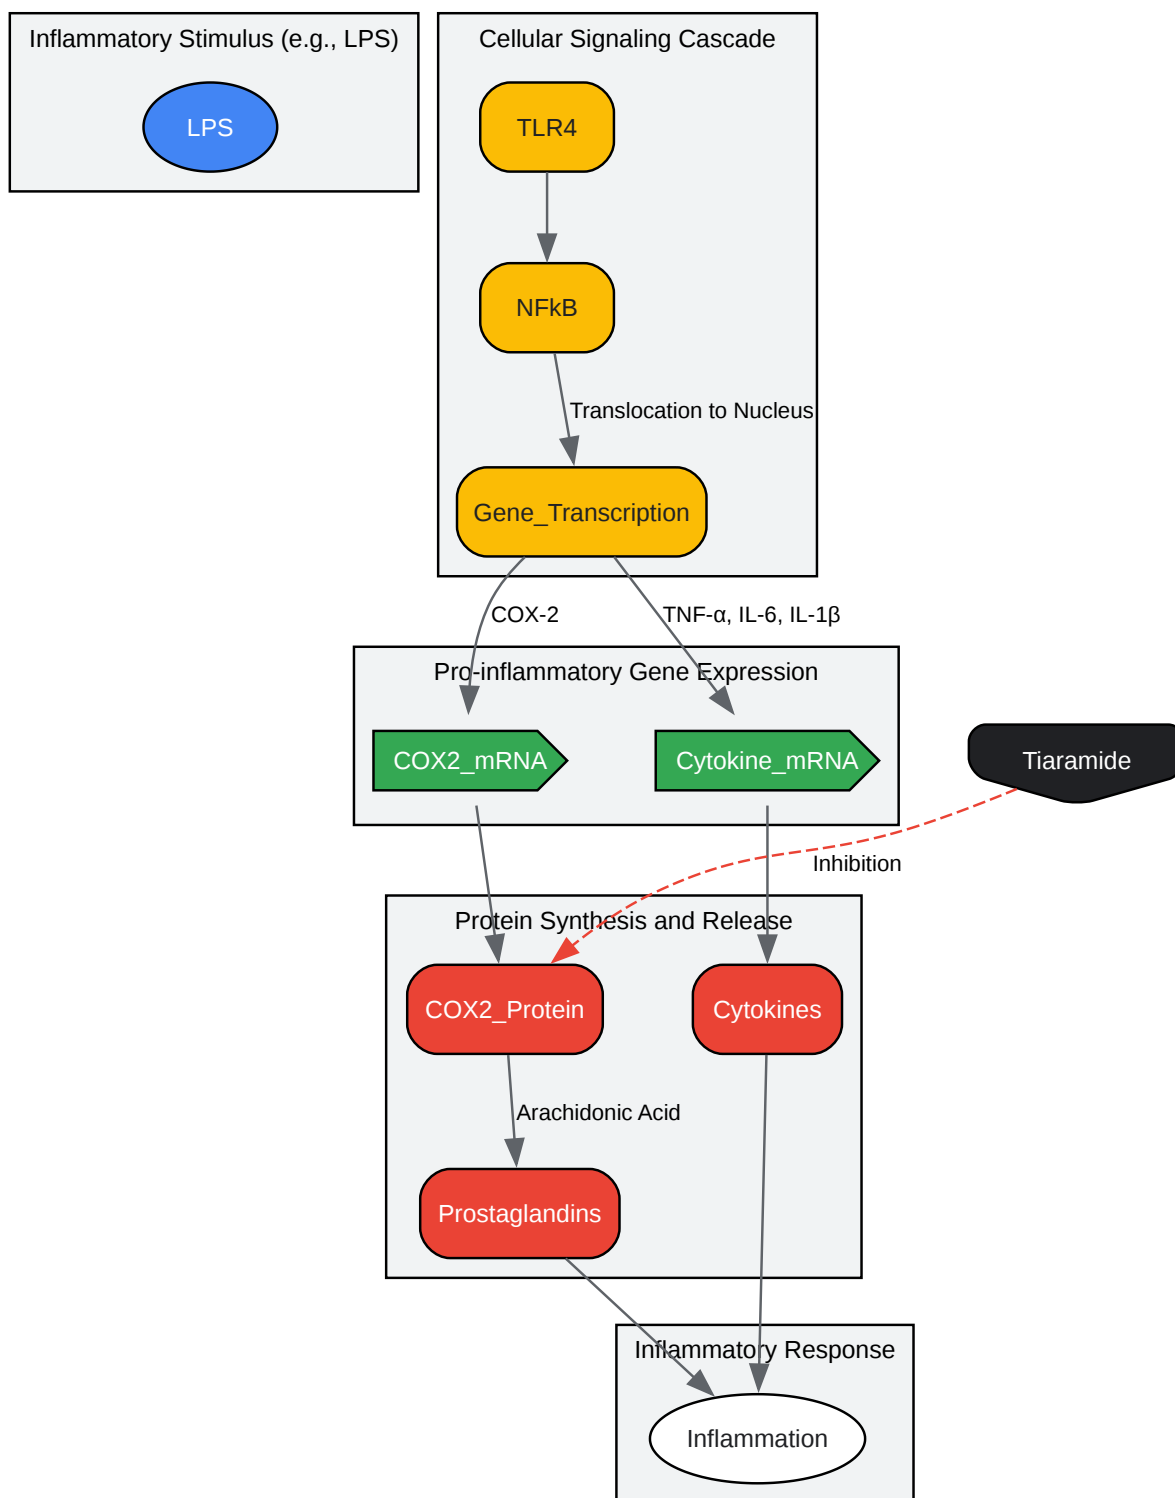 Inflammatory Stimulus (e.g., LPS)
LPS
Cellular Signaling Cascade
TLR4
NFkB
Translocation to Nucleus
Gene_Transcription
COX-2
TNF-α, IL-6, IL-1β
Pro-inflammatory Gene Expression
COX2_mRNA
Cytokine_mRNA
Tiaramide
Inhibition
Protein Synthesis and Release
COX2_Protein
Cytokines
Arachidonic Acid
Prostaglandins
Inflammatory Response
Inflammation